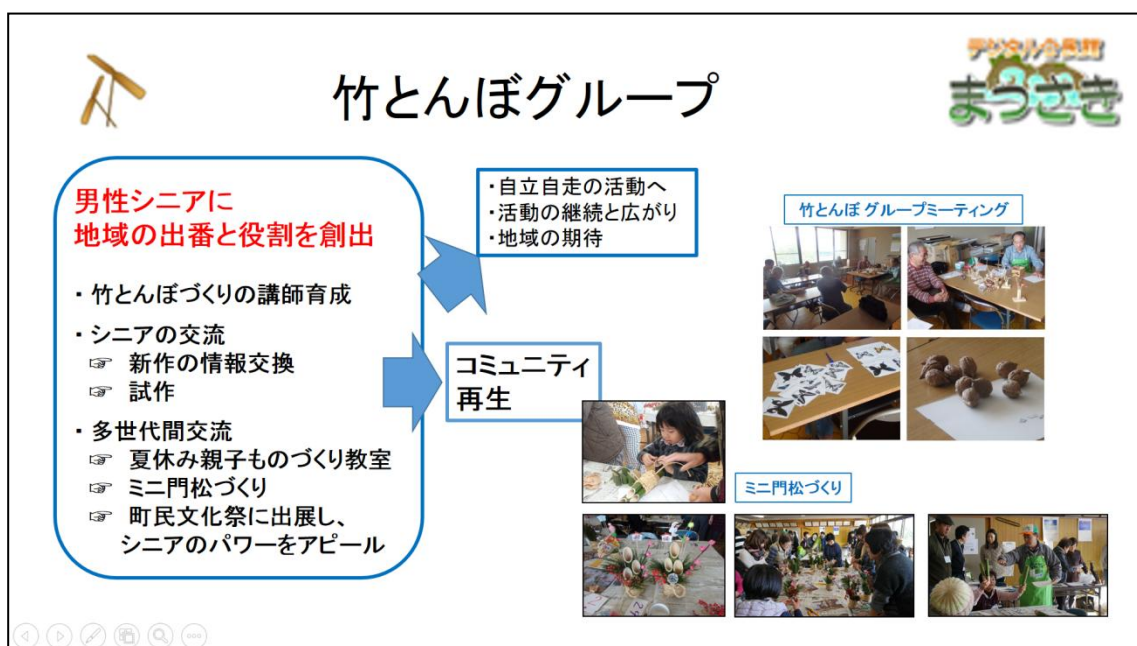 竹とんぼグループ
デジタル公民館
まつざき
男性シニアに
地域の出番と役割を創出
・竹とんぼづくりの講師育成
・シニアの交流
☞ 新作の情報交換
☞ 試作
・多世代間交流
☞ 夏休み親子ものづくり教室
☞ ミニ門松づくり
☞ 町民文化祭に出展し、
シニアのパワーをアピール
・自立自走の活動へ
・活動の継続と広がり
・地域の期待
コミュニティ
再生
竹とんぼ グループミーティング
ミニ門松づくり